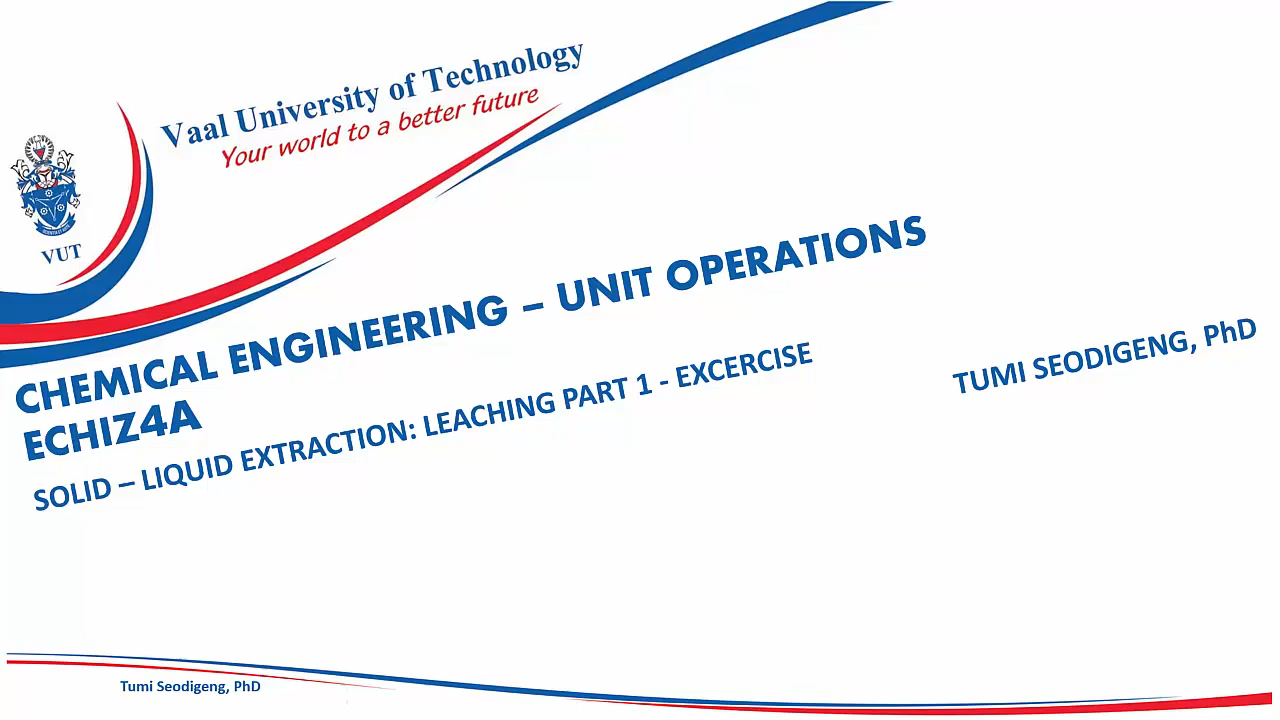 Vaal University of Technology
Your world to a better future
VUT
CHEMICAL ENGINEERING – UNIT OPERATIONS
ECHIZ4A
SOLID – LIQUID EXTRACTION: LEACHING PART 1 - EXCERCISE
TUMI SEODIGENG, PhD
Tumi Seodigeng, PhD